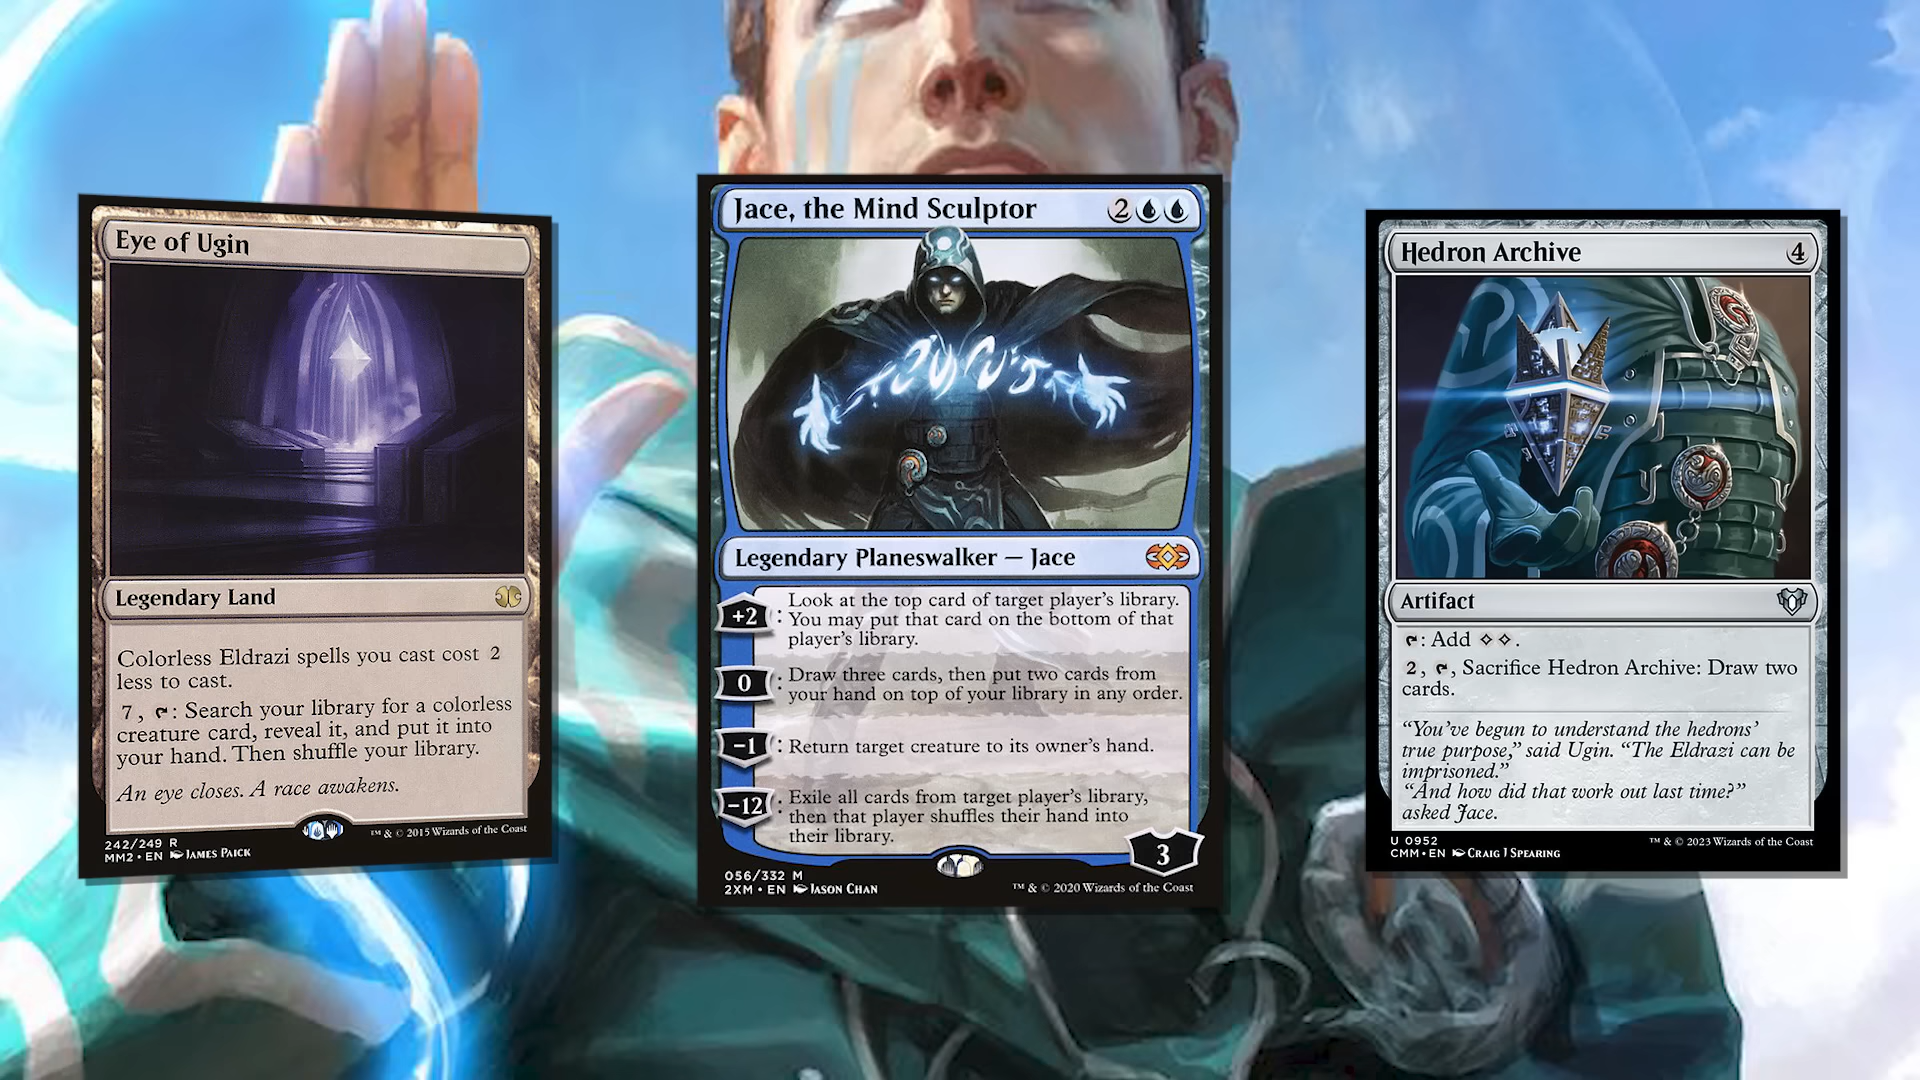 Eye of Ugin
Legendary Land
Colorless Eldrazi spells you cast cost 2
less to cast.
7, : Search your library for a colorless
creature card, reveal it, and put it into
your hand. Then shuffle your library.
An eye closes. A race awakens.
242/249 R
MM2 • EN James Paick
™ & © 2015 Wizards of the Coast
Jace, the Mind Sculptor
2
Legendary Planeswalker — Jace
+2 : Look at the top card of target player's library.
You may put that card on the bottom of that
player's library.
0 : Draw three cards, then put two cards from
your hand on top of your library in any order.
−1 : Return target creature to its owner's hand.
−12 : Exile all cards from target player's library,
then that player shuffles their hand into
their library.
3
056/332 M
2XM • EN Jason Chan
™ & © 2020 Wizards of the Coast
Hedron Archive
4
Artifact
: Add .
2, , Sacrifice Hedron Archive: Draw two
cards.
“You've begun to understand the hedrons'
true purpose,” said Ugin. “The Eldrazi can be
imprisoned.”
“And how did that work out last time?”
asked Jace.
U 0952
CMM • EN Craig J Spearing
™ & © 2023 Wizards of the Coast